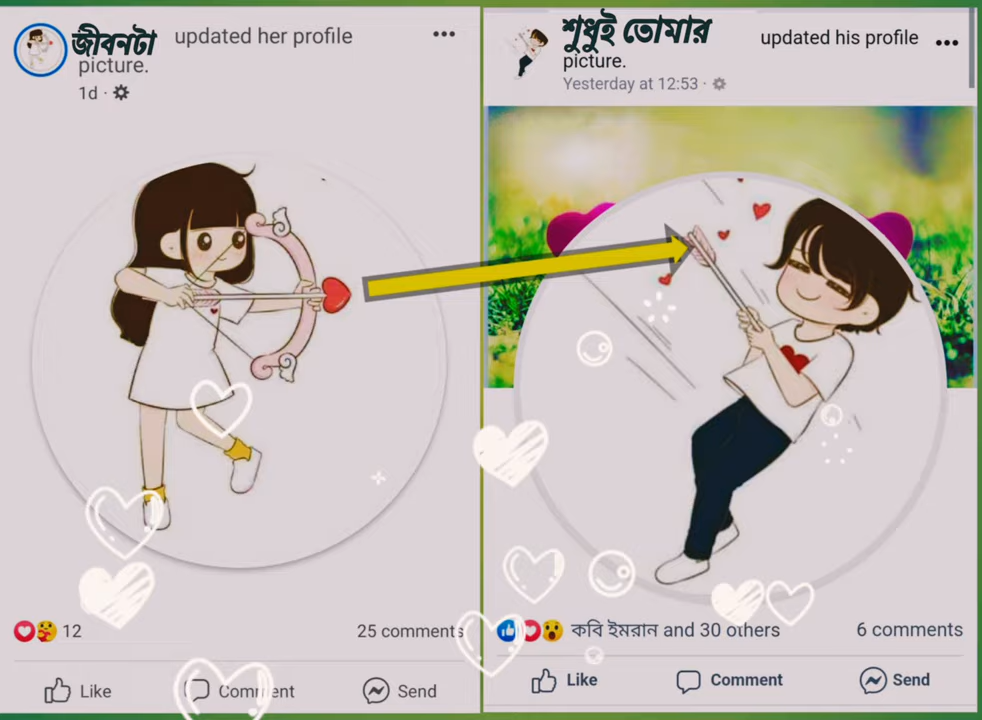 জীবনটা updated her profile
picture.
1d
12
25 comments
Like
Comment
Send
শুধুই তোমার updated his profile
picture.
Yesterday at 12:53
কবি ইমরান and 30 others
6 comments
Like
Comment
Send